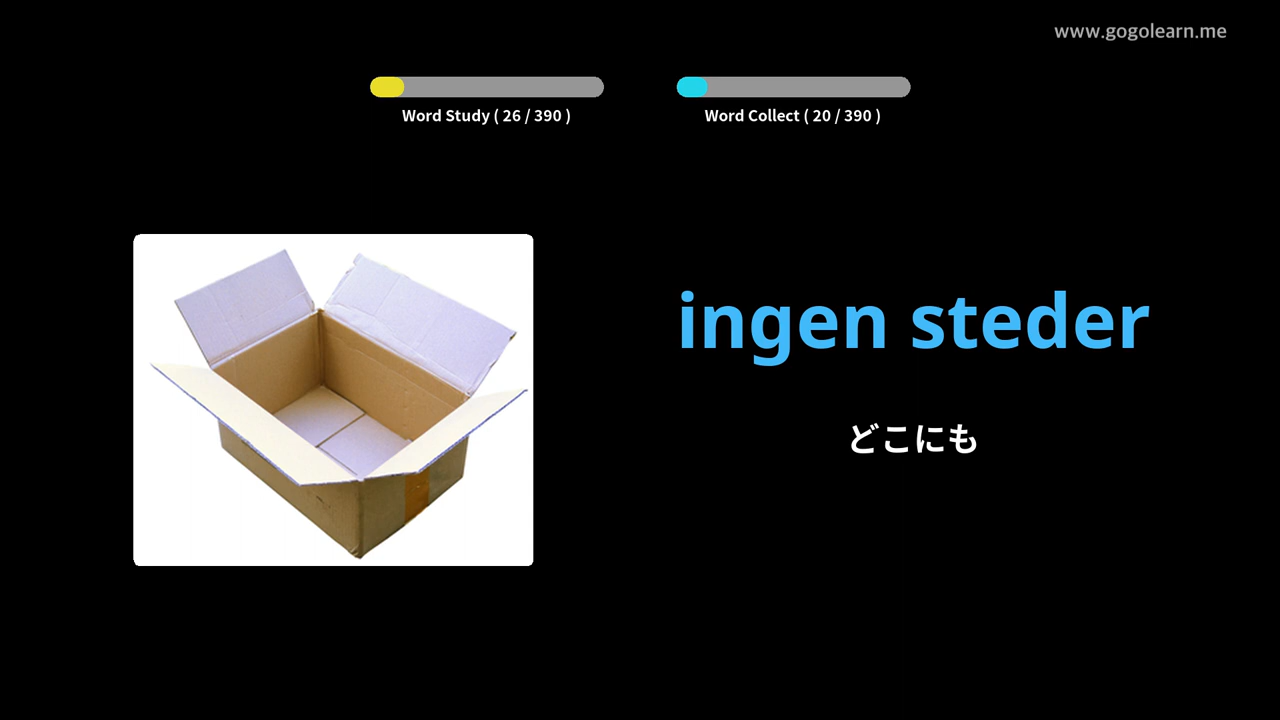 www.gogolearn.me
Word Study ( 26 / 390 )
Word Collect ( 20 / 390 )
ingen steder
どこにも